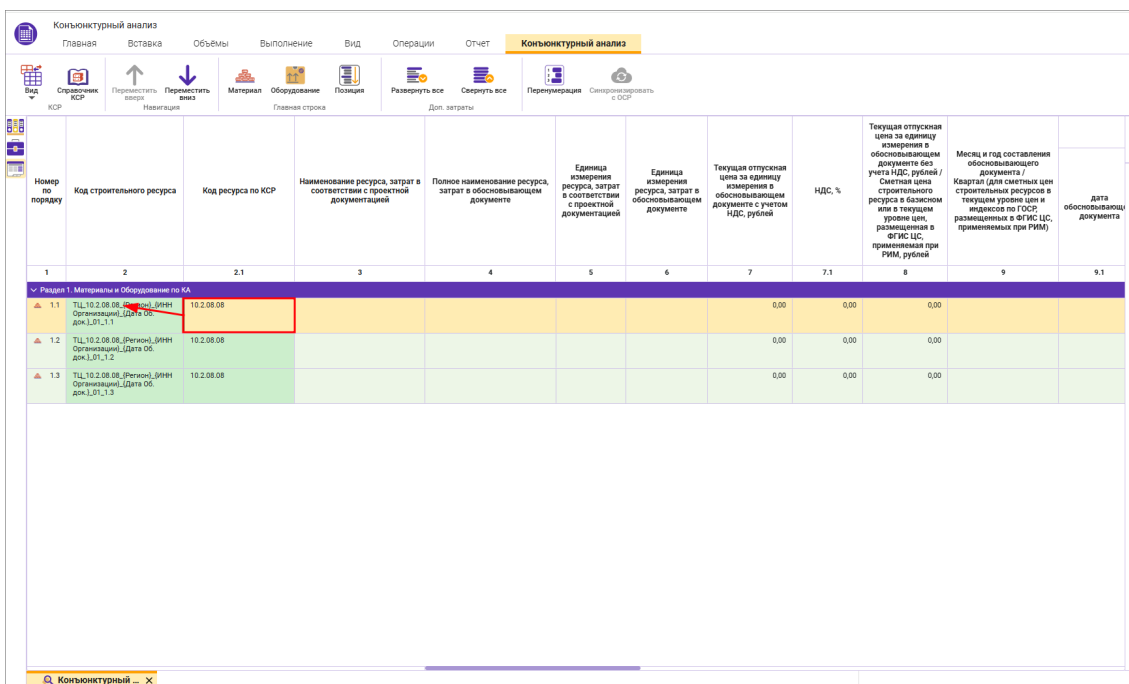 Конъюнктурный анализ
Главная Вставка Объёмы Выполнение Вид Операции Отчет Конъюнктурный анализ
Вид
Справочник КСР
Переместить вверх
Переместить вниз
Материал
Оборудование
Позиция
Развернуть все
Свернуть все
Перенумерация
Синхронизировать с ОСР
КСР Навигация Главная строка Доп. затраты
Номер
по
порядку
Код строительного ресурса
Код ресурса по КСР
Наименование ресурса, затрат в
соответствии с проектной
документацией
Полное наименование ресурса,
затрат в обосновывающем
документе
Единица
измерения
ресурса, затрат
в соответствии
с проектной
документацией
Единица
измерения
ресурса, затрат в
обосновывающем
документе
Текущая отпускная
цена за единицу
измерения в
обосновывающем
документе с учетом
НДС, рублей
НДС, %
Текущая отпускная
цена за единицу
измерения в
обосновывающем
документе без
учета НДС, рублей /
Сметная цена
строительного
ресурса в базисном
или в текущем
уровне цен,
размещенная в
ФГИС ЦС,
применяемая при
РИМ, рублей
Месяц и год составления
обосновывающего
документа /
Квартал (для сметных цен
строительных ресурсов в
текущем уровне цен и
индексов по ГОСР,
размещенных в ФГИС ЦС,
применяемых при РИМ)
дата
обосновывающ
документа
1 2 2.1 3 4 5 6 7 7.1 8 9 9.1
Раздел 1. Материалы и Оборудование по КА
1.1 ТЦ_10.2.08.08_{Регион}_{ИНН 10.2.08.08 0,00 0,00 0,00
Организации}_{Дата Об.
док.}_01_1.1
1.2 ТЦ_10.2.08.08_{Регион}_{ИНН 10.2.08.08 0,00 0,00 0,00
Организации}_{Дата Об.
док.}_01_1.2
1.3 ТЦ_10.2.08.08_{Регион}_{ИНН 10.2.08.08 0,00 0,00 0,00
Организации}_{Дата Об.
док.}_01_1.3
Конъюнктурный ...